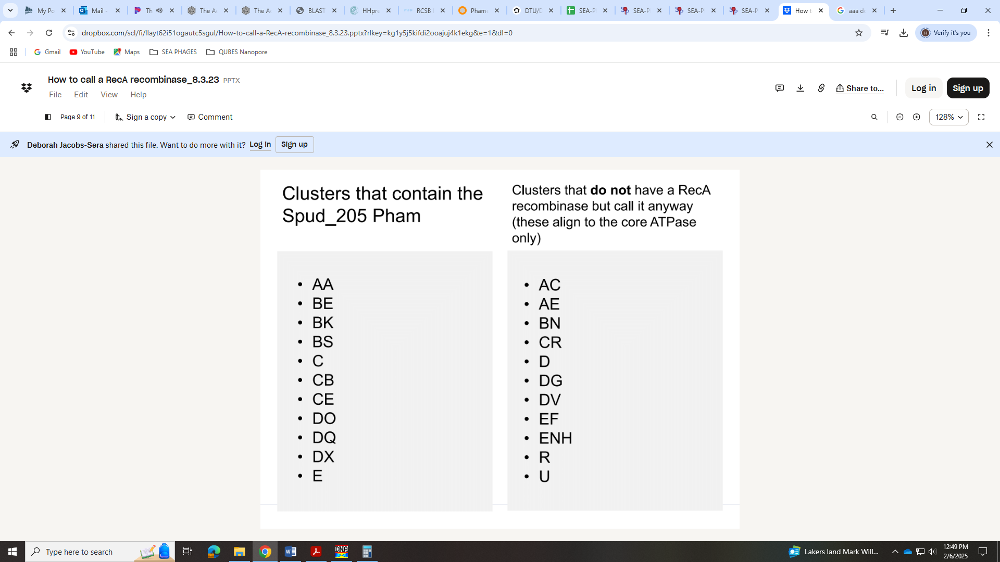 My Po
Mail -
Th
The Ac
The Ac
BLAST
HHpre
RCSB
Phame
DTU/D
SEA-P
SEA-P
SEA-P
SEA-P
How t
aaa de
dropbox.com/scl/fi/llayt62i51ogautc5sgul/How-to-call-a-RecA-recombinase_8.3.23.pptx?rlkey=kg1y5j5kifdi2ooajuj4k1ekg&e=1&dl=0
Verify it's you
Gmail
YouTube
Maps
SEA PHAGES
QUBES Nanopore
How to call a RecA recombinase_8.3.23 PPTX
File Edit View Help
Share to...
Log in
Sign up
Page 9 of 11
Sign a copy
Comment
128%
Deborah Jacobs-Sera shared this file. Want to do more with it? Log in Sign up
Clusters that contain the
Spud_205 Pham
• AA
• BE
• BK
• BS
• C
• CB
• CE
• DO
• DQ
• DX
• E
Clusters that do not have a RecA
recombinase but call it anyway
(these align to the core ATPase
only)
• AC
• AE
• BN
• CR
• D
• DG
• DV
• EF
• ENH
• R
• U
Type here to search
DNA
Lakers land Mark Will...
12:49 PM
2/6/2025